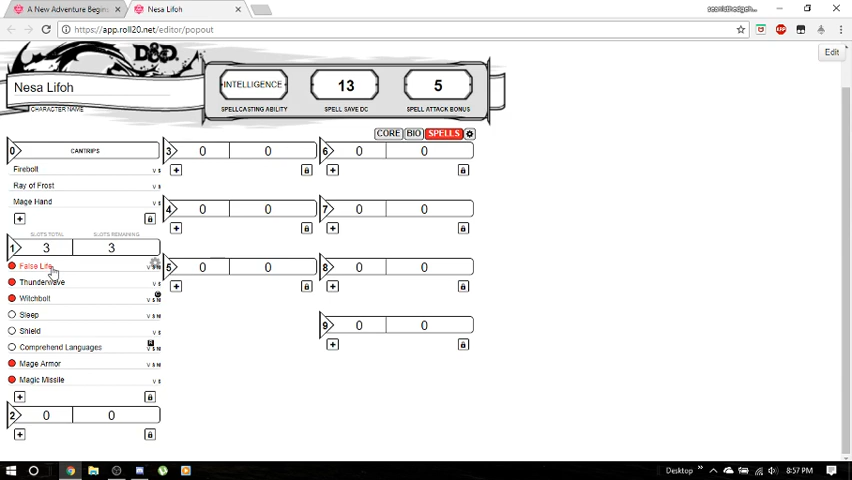 A New Adventure Begin
Nesa Lifoh
https://app.roll20.net/editor/popout
Edit
D&D
Nesa Lifoh
CHARACTER NAME
INTELLIGENCE
13
5
SPELLCASTING ABILITY
SPELL SAVE DC
SPELL ATTACK BONUS
CORE
BIO
SPELLS
0
CANTRIPS
Firebolt
V S
Ray of Frost
V S
Mage Hand
V S
SLOTS TOTAL
SLOTS REMAINING
1
3
3
False Life
V S M
Thunderwave
V S
Witchbolt
C
V S M
Sleep
V S M
Shield
V S
Comprehend Languages
R
V S M
Mage Armor
V S M
Magic Missile
V S
2
0
0
3
0
0
4
0
0
5
0
0
6
0
0
7
0
0
8
0
0
9
0
0
Desktop
8:57 PM